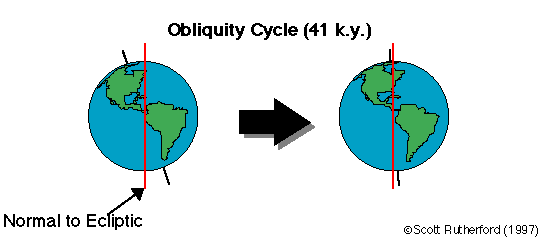 Obliquity Cycle (41 k.y.)
Normal to Ecliptic
©Scott Rutherford (1997)